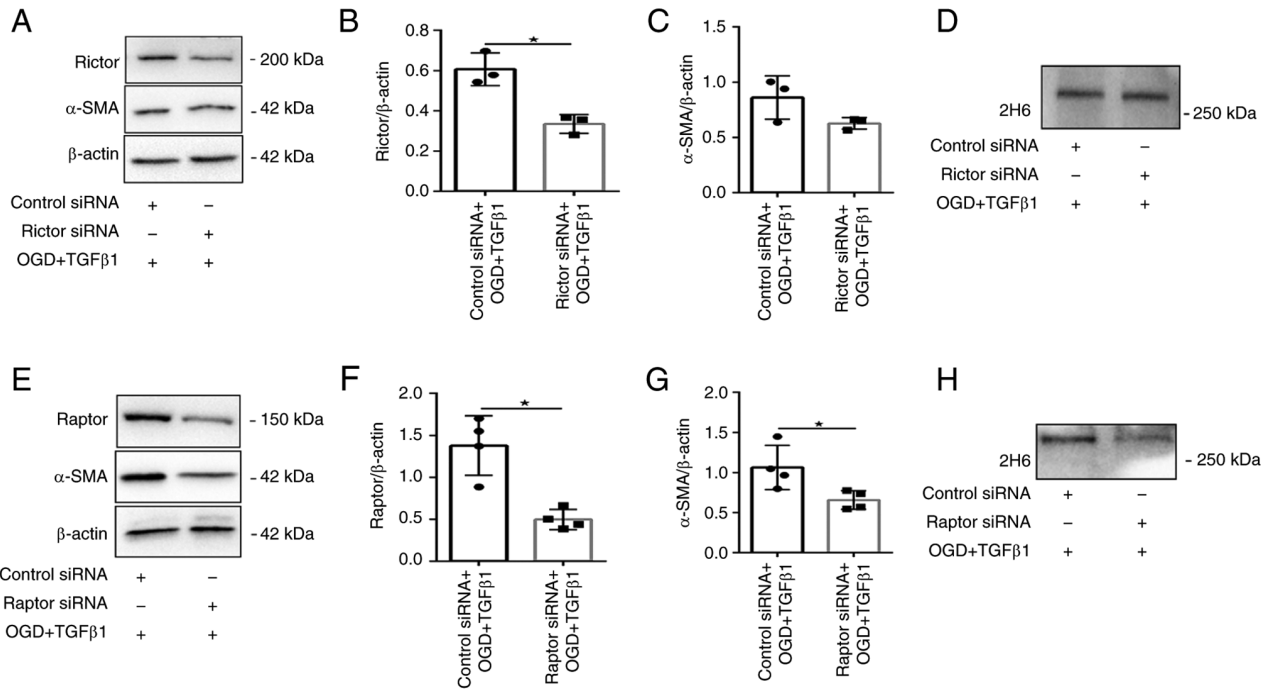 A
Rictor
- 200 kDa
α-SMA
- 42 kDa
β-actin
- 42 kDa
Control siRNA + –
Rictor siRNA – +
OGD+TGFβ1 + +
B
Rictor/β-actin
0.8
0.6
0.4
0.2
0.0
*
Control siRNA+
OGD+TGFβ1
Rictor siRNA+
OGD+TGFβ1
C
α-SMA/β-actin
1.5
1.0
0.5
0.0
Control siRNA+
OGD+TGFβ1
Rictor siRNA+
OGD+TGFβ1
D
2H6
- 250 kDa
Control siRNA + –
Rictor siRNA – +
OGD+TGFβ1 + +
E
Raptor
- 150 kDa
α-SMA
- 42 kDa
β-actin
- 42 kDa
Control siRNA + –
Raptor siRNA – +
OGD+TGFβ1 + +
F
Raptor/β-actin
2.0
1.5
1.0
0.5
0.0
*
Control siRNA+
OGD+TGFβ1
Raptor siRNA+
OGD+TGFβ1
G
α-SMA/β-actin
2.0
1.5
1.0
0.5
0.0
*
Control siRNA+
OGD+TGFβ1
Raptor siRNA+
OGD+TGFβ1
H
2H6
- 250 kDa
Control siRNA + –
Raptor siRNA – +
OGD+TGFβ1 + +